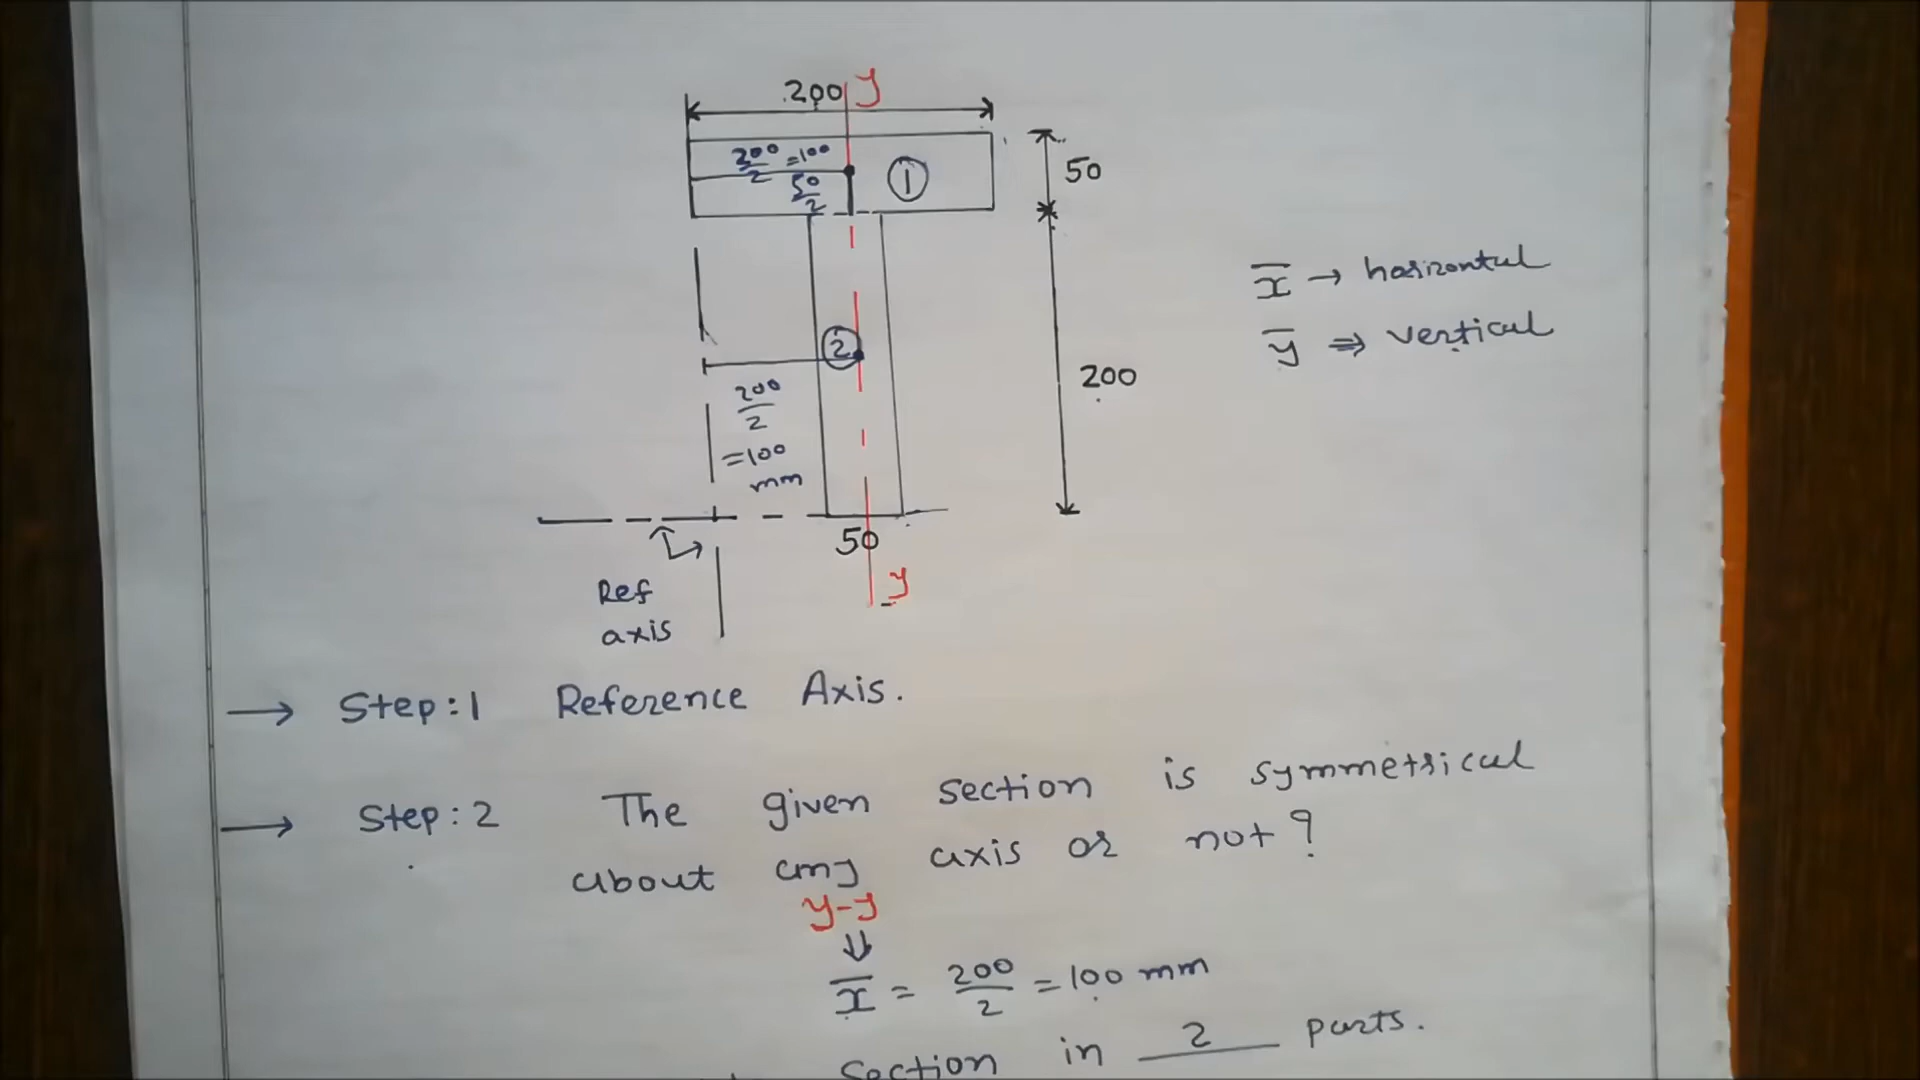 200 y
200/2 = 100
50/2
1
50
x̄ → horizontal
ȳ ⇒ vertical
2
200
200/2
= 100
mm
50
y
Ref
axis
→ Step:1 Reference Axis.
→ Step:2 The given section is symmetrical
about any axis or not?
y-y
⇓
x̄ = 200/2 = 100 mm
section in 2 parts.